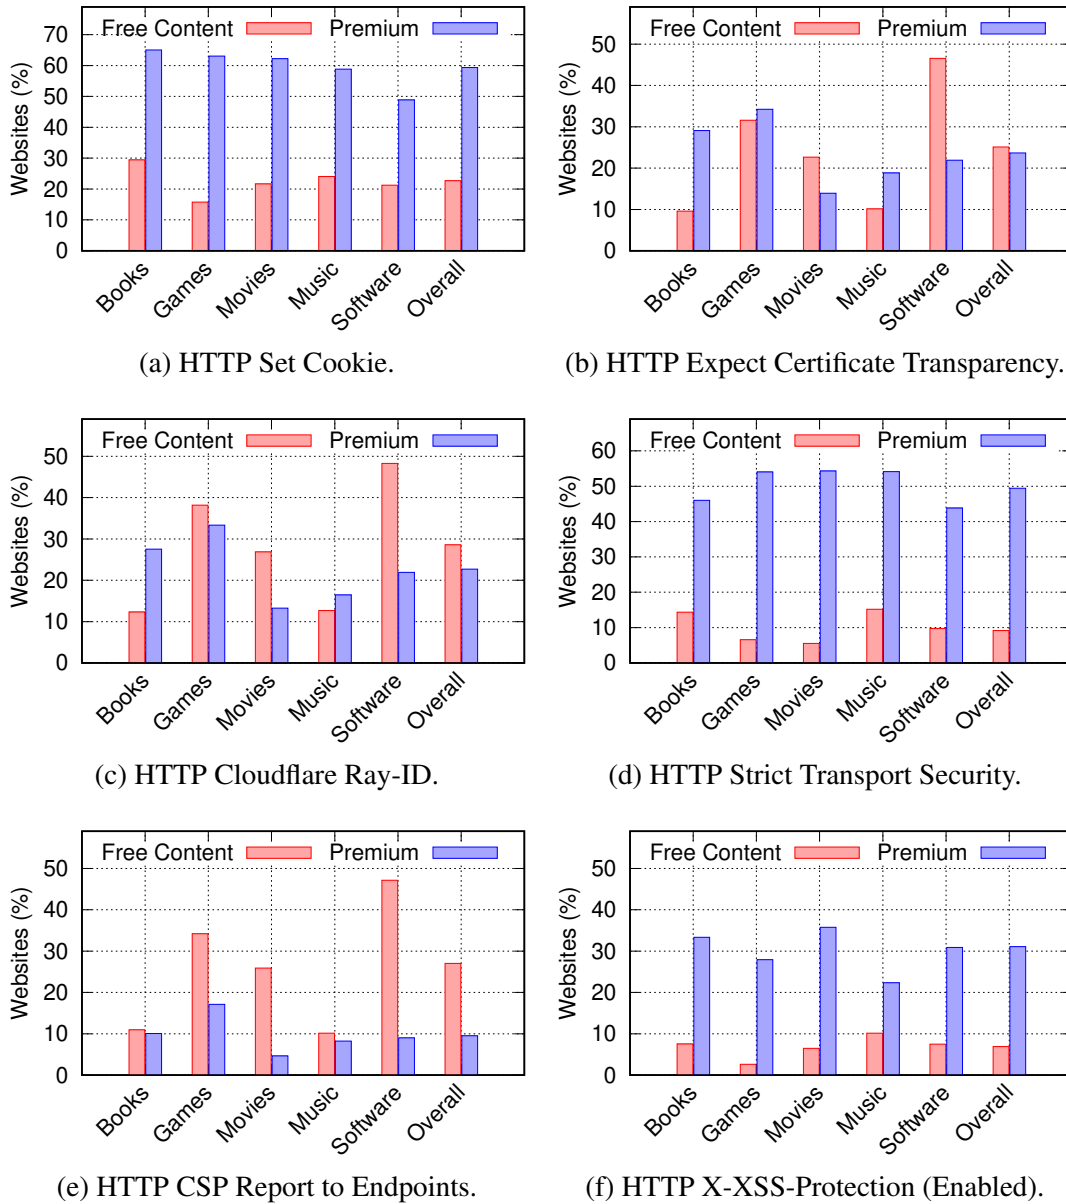 Free Content Premium
Websites (%)
70
60
50
40
30
20
10
0
Books
Games
Movies
Music
Software
Overall
(a) HTTP Set Cookie.
Free Content Premium
Websites (%)
50
40
30
20
10
0
Books
Games
Movies
Music
Software
Overall
(b) HTTP Expect Certificate Transparency.
Free Content Premium
Websites (%)
50
40
30
20
10
0
Books
Games
Movies
Music
Software
Overall
(c) HTTP Cloudflare Ray-ID.
Free Content Premium
Websites (%)
60
50
40
30
20
10
0
Books
Games
Movies
Music
Software
Overall
(d) HTTP Strict Transport Security.
Free Content Premium
Websites (%)
50
40
30
20
10
0
Books
Games
Movies
Music
Software
Overall
(e) HTTP CSP Report to Endpoints.
Free Content Premium
Websites (%)
50
40
30
20
10
0
Books
Games
Movies
Music
Software
Overall
(f) HTTP X-XSS-Protection (Enabled).